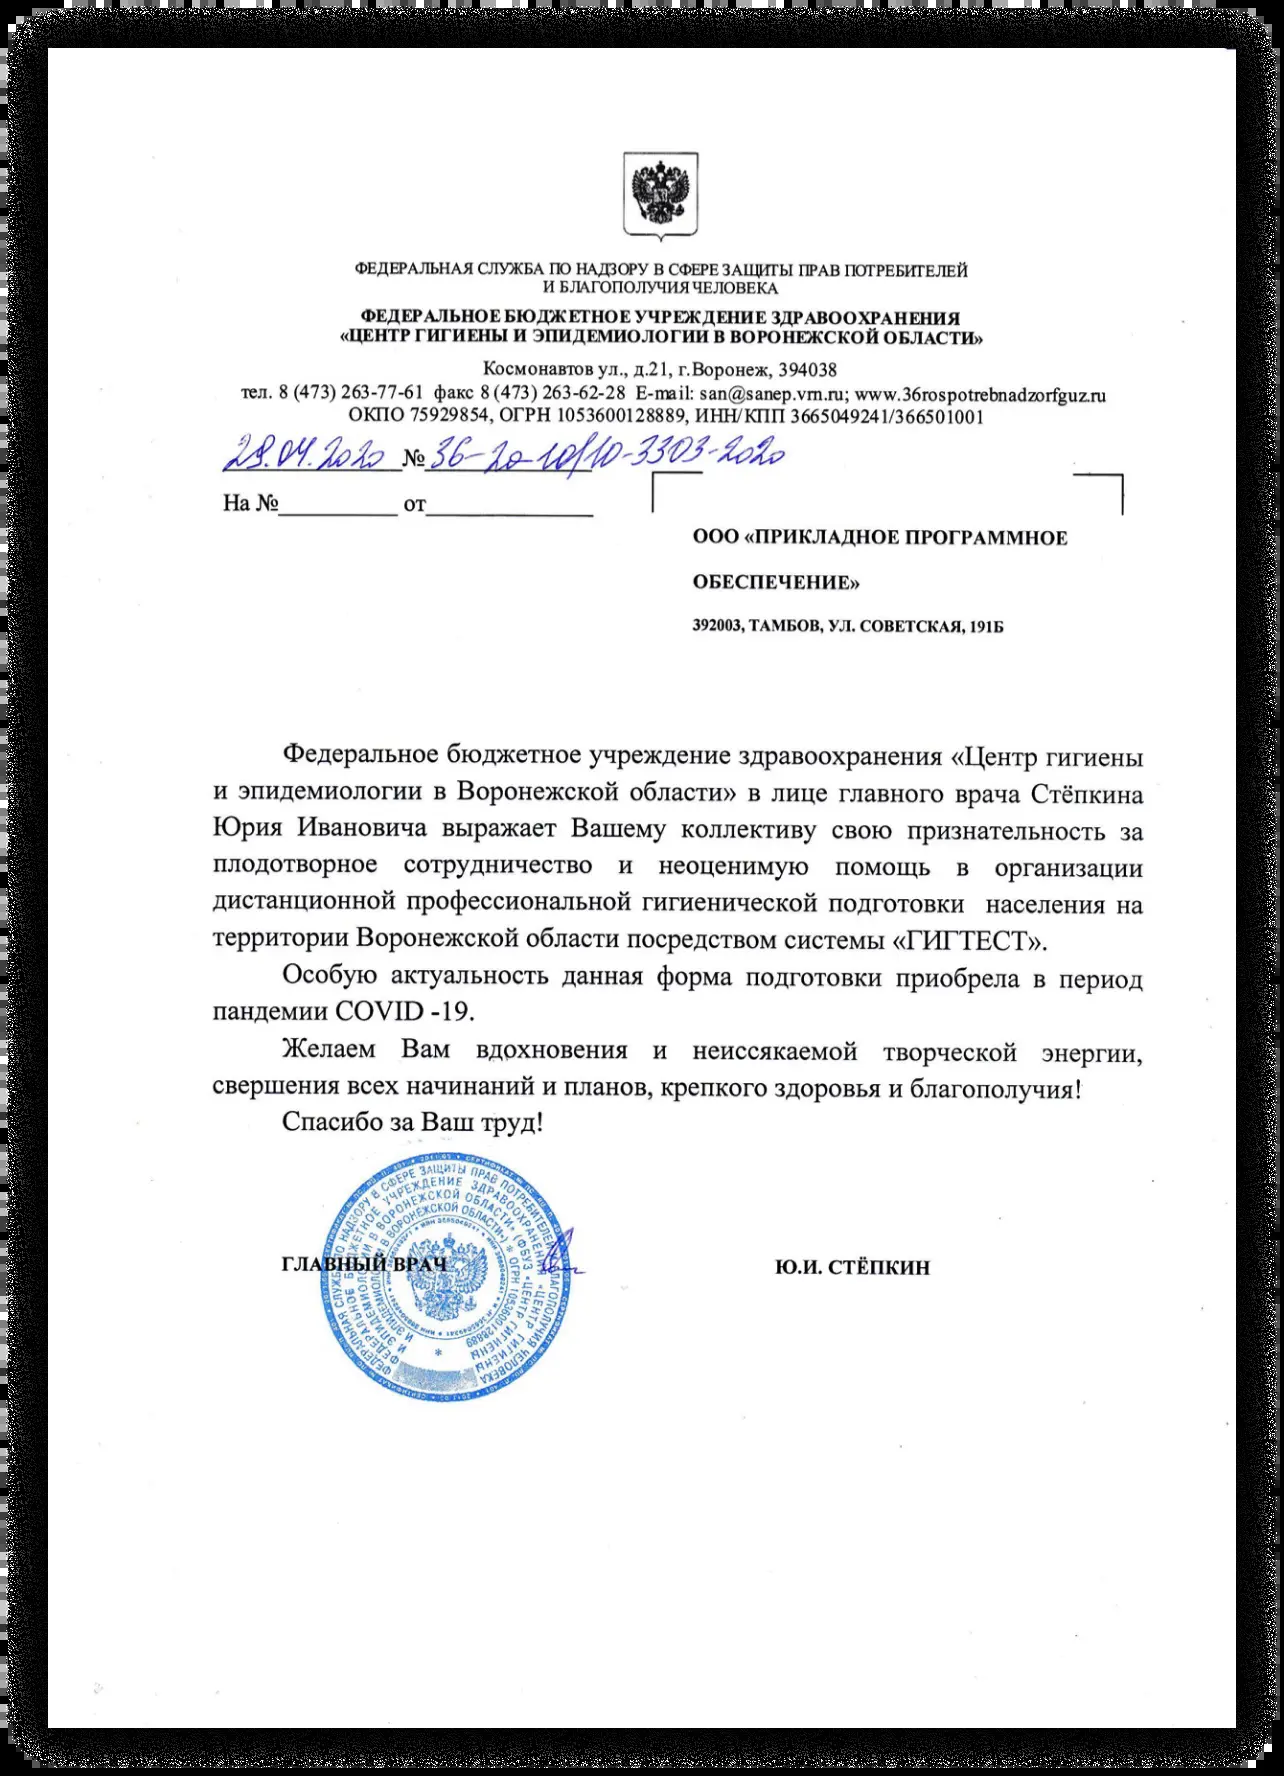 ФЕДЕРАЛЬНАЯ СЛУЖБА ПО НАДЗОРУ В СФЕРЕ ЗАЩИТЫ ПРАВ ПОТРЕБИТЕЛЕЙ
И БЛАГОПОЛУЧИЯ ЧЕЛОВЕКА
ФЕДЕРАЛЬНОЕ БЮДЖЕТНОЕ УЧРЕЖДЕНИЕ ЗДРАВООХРАНЕНИЯ
«ЦЕНТР ГИГИЕНЫ И ЭПИДЕМИОЛОГИИ В ВОРОНЕЖСКОЙ ОБЛАСТИ»
Космонавтов ул., д.21, г.Воронеж, 394038
тел. 8 (473) 263-77-61 факс 8 (473) 263-62-28 E-mail: san@sanep.vrn.ru; www.36rospotrebnadzorfguz.ru
ОКПО 75929854, ОГРН 1053600128889, ИНН/КПП 3665049241/366501001
29.04.2020 № 36-20-10/10-3303-2020
На №__________ от______________
ООО «ПРИКЛАДНОЕ ПРОГРАММНОЕ
ОБЕСПЕЧЕНИЕ»
392003, ТАМБОВ, УЛ. СОВЕТСКАЯ, 191Б
Федеральное бюджетное учреждение здравоохранения «Центр гигиены
и эпидемиологии в Воронежской области» в лице главного врача Стёпкина
Юрия Ивановича выражает Вашему коллективу свою признательность за
плодотворное сотрудничество и неоценимую помощь в организации
дистанционной профессиональной гигиенической подготовки населения на
территории Воронежской области посредством системы «ГИГТЕСТ».
Особую актуальность данная форма подготовки приобрела в период
пандемии COVID -19.
Желаем Вам вдохновения и неиссякаемой творческой энергии,
свершения всех начинаний и планов, крепкого здоровья и благополучия!
Спасибо за Ваш труд!
ГЛАВНЫЙ ВРАЧ Ю.И. СТЁПКИН
ФЕДЕРАЛЬНАЯ СЛУЖБА ПО НАДЗОРУ В СФЕРЕ ЗАЩИТЫ ПРАВ ПОТРЕБИТЕЛЕЙ И БЛАГОПОЛУЧИЯ ЧЕЛОВЕКА
ФЕДЕРАЛЬНОЕ БЮДЖЕТНОЕ УЧРЕЖДЕНИЕ ЗДРАВООХРАНЕНИЯ «ЦЕНТР ГИГИЕНЫ
И ЭПИДЕМИОЛОГИИ В ВОРОНЕЖСКОЙ ОБЛАСТИ» (ФБУЗ «ЦЕНТР ГИГИЕНЫ
И ЭПИДЕМИОЛОГИИ В ВОРОНЕЖСКОЙ ОБЛАСТИ») * ОГРН 1053600128889